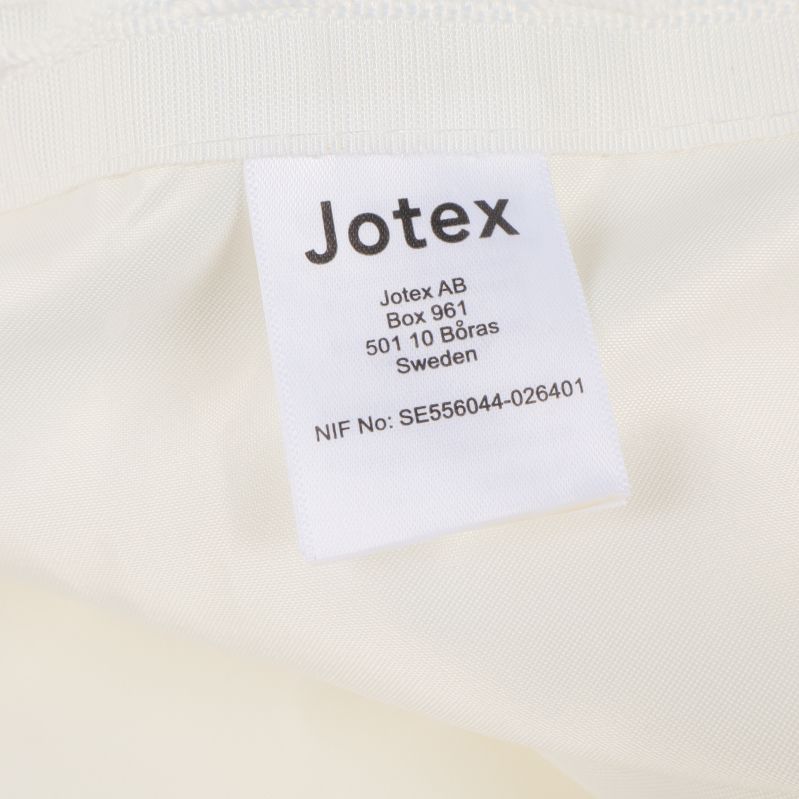 Jotex
Jotex AB
Box 961
501 10 Borås
Sweden
NIF No: SE556044-026401